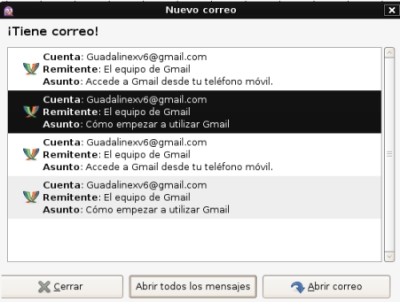 Nuevo correo
¡Tiene correo!
Cuenta: Guadalinexv6@gmail.com
Remitente: El equipo de Gmail
Asunto: Accede a Gmail desde tu teléfono móvil.
Cuenta: Guadalinexv6@gmail.com
Remitente: El equipo de Gmail
Asunto: Cómo empezar a utilizar Gmail
Cuenta: Guadalinexv6@gmail.com
Remitente: El equipo de Gmail
Asunto: Accede a Gmail desde tu teléfono móvil.
Cuenta: Guadalinexv6@gmail.com
Remitente: El equipo de Gmail
Asunto: Cómo empezar a utilizar Gmail
Cerrar Abrir todos los mensajes Abrir correo